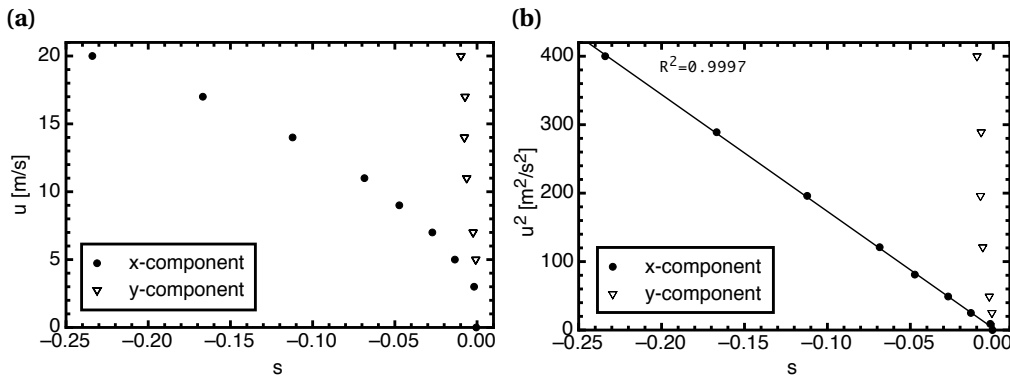 (a)
20
15
10
5
0
u [m/s]
x-component
y-component
−0.25
−0.20
−0.15
−0.10
−0.05
0.00
s
(b)
400
300
200
100
0
u² [m²/s²]
R²=0.9997
x-component
y-component
−0.25
−0.20
−0.15
−0.10
−0.05
0.00
s